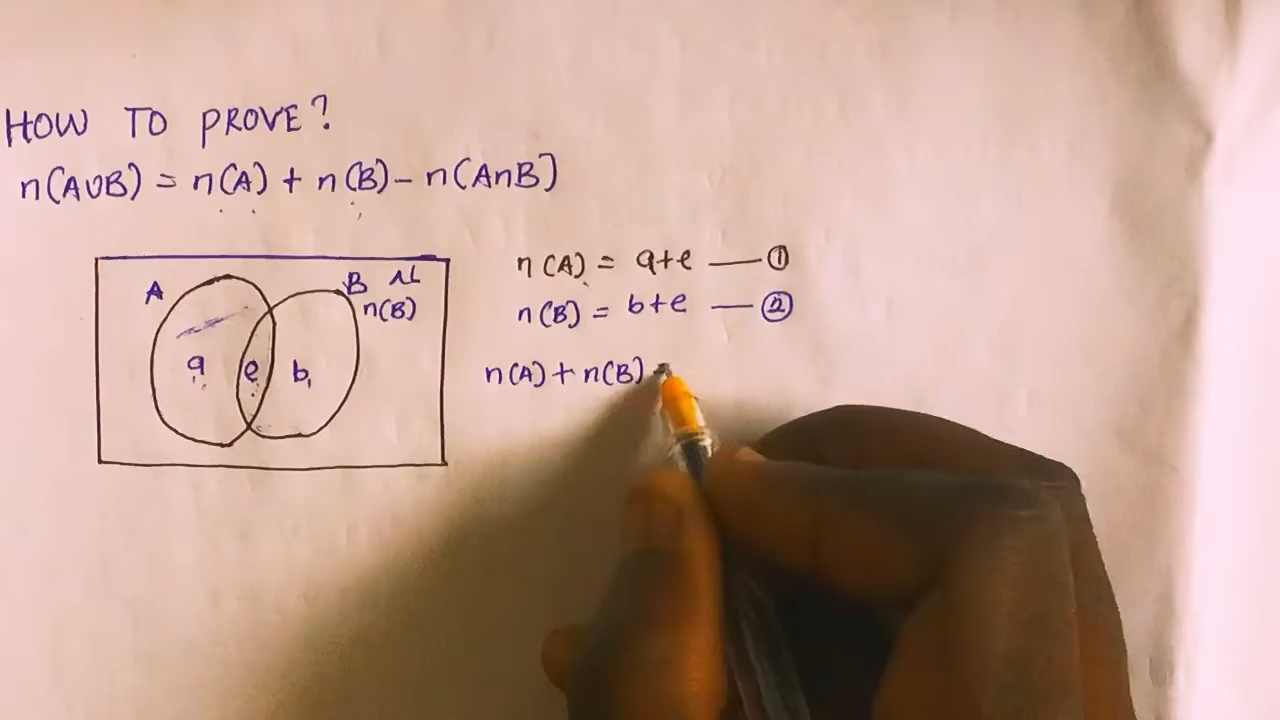 HOW TO PROVE?
n(AUB) = n(A) + n(B) - n(AnB]
A
B
n(B)
a
e
b
n(A) = a+e — ①
n(B) = b+e — ②
n(A) + n(B) =